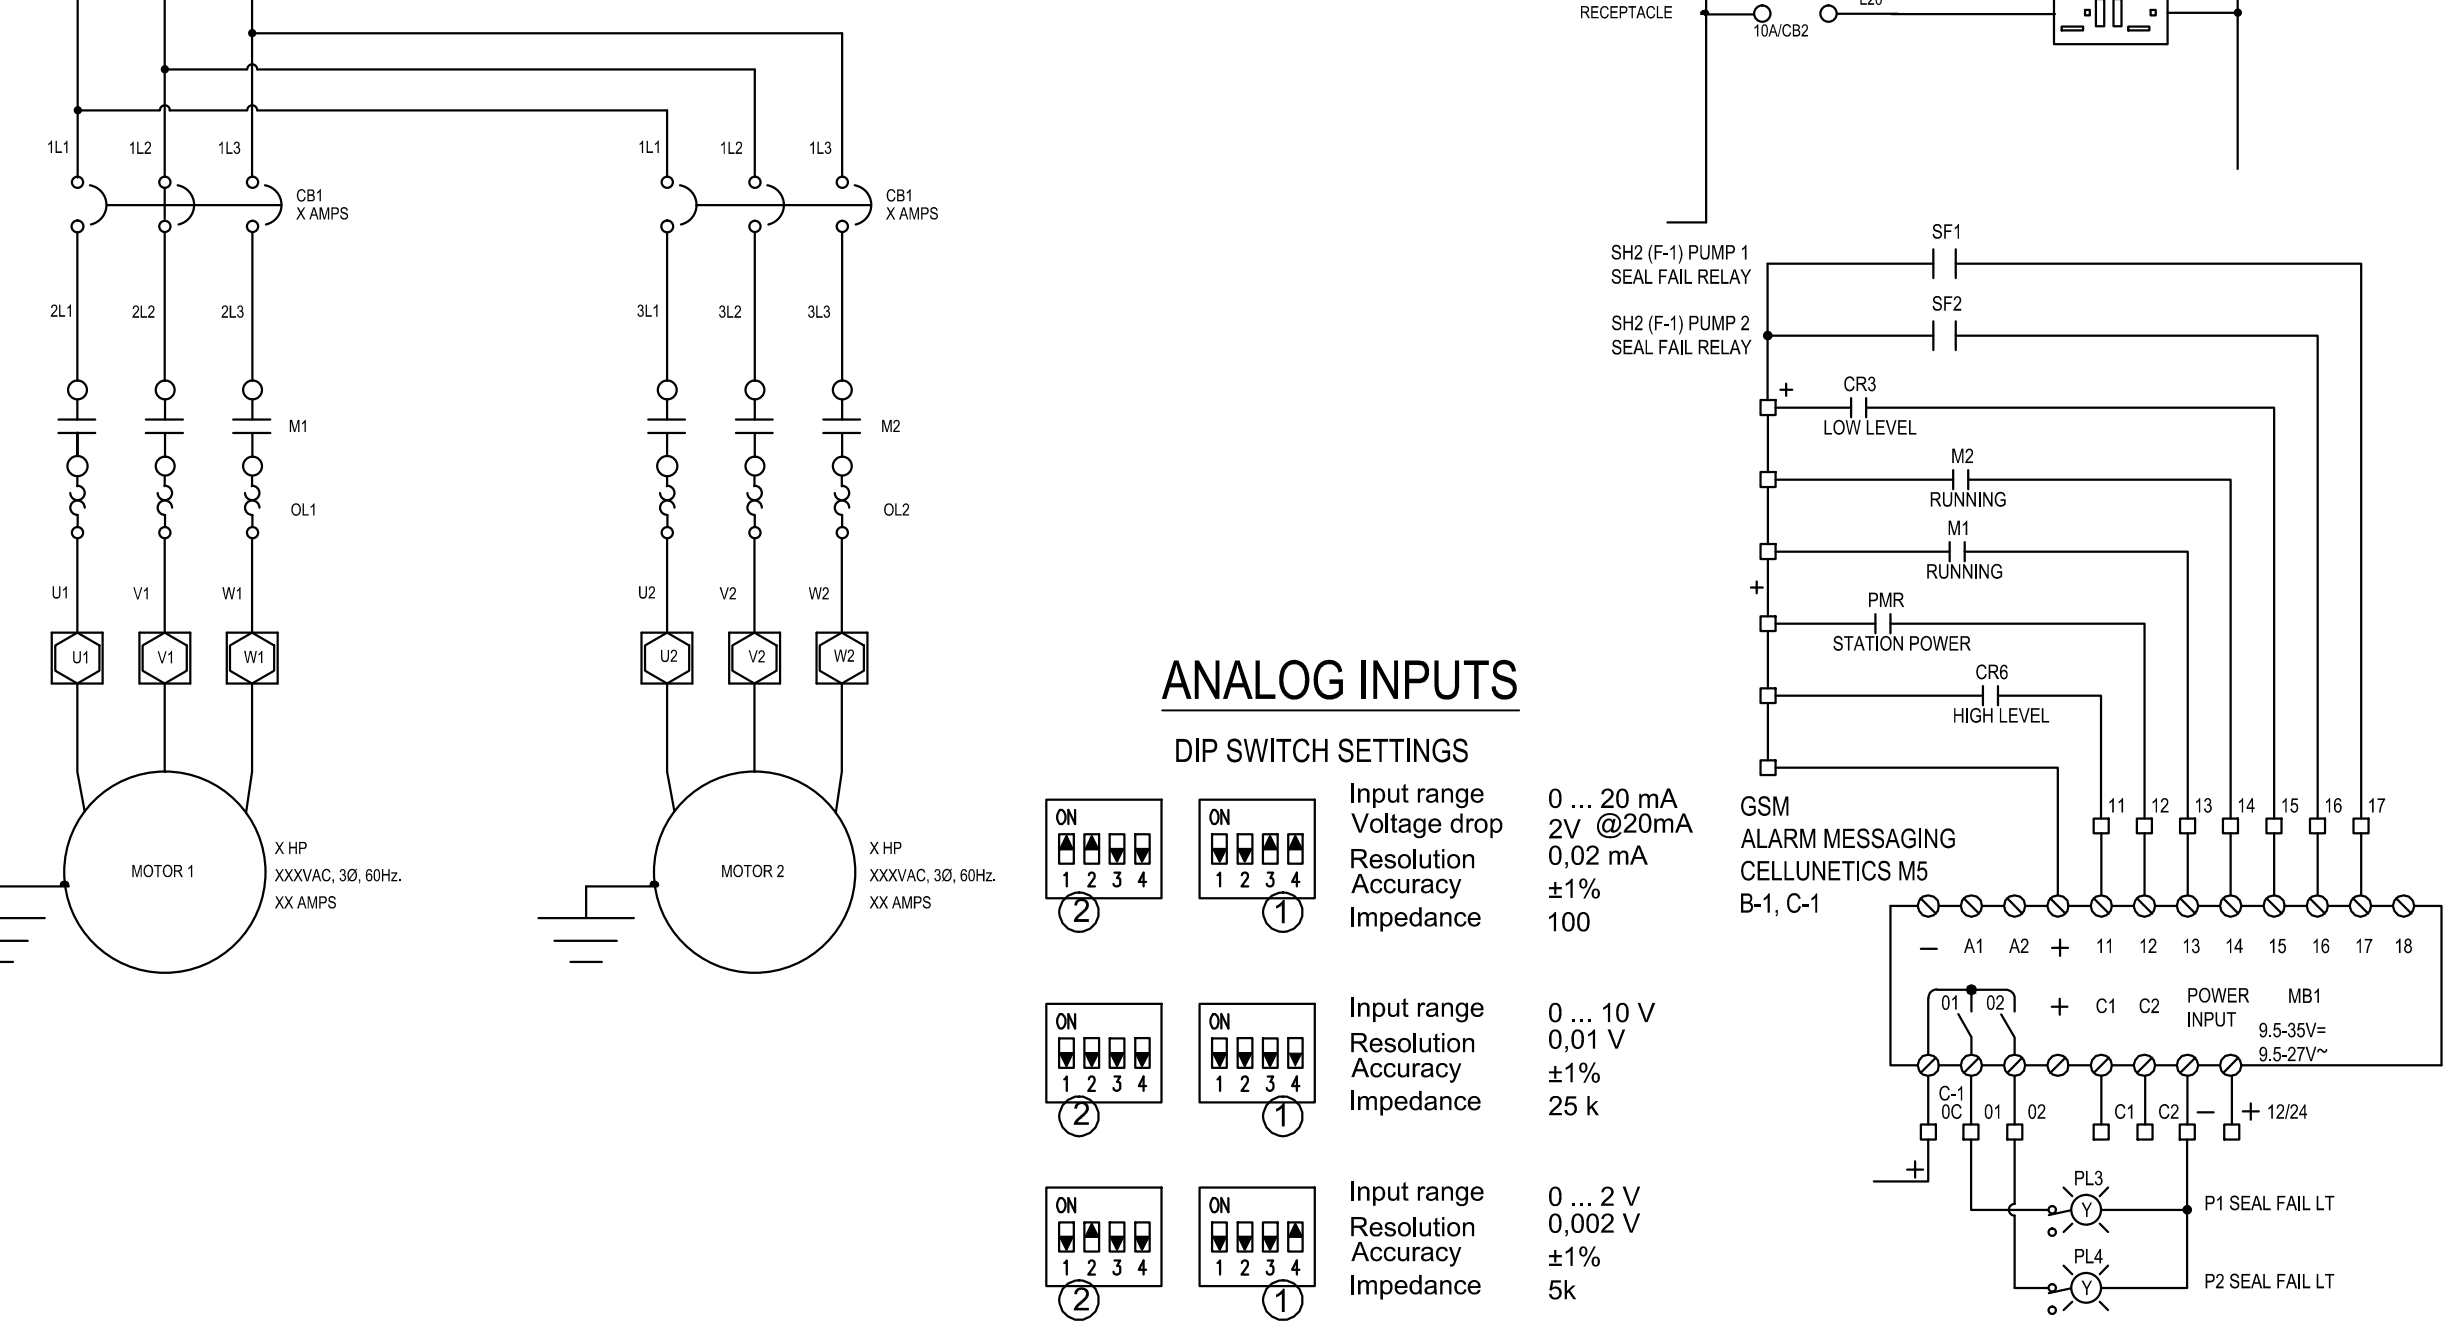 RECEPTACLE
10A/CB2
1L1 1L2 1L3
CB1
X AMPS
2L1 2L2 2L3
M1
OL1
U1 V1 W1
U1 V1 W1
MOTOR 1
X HP
XXXVAC, 3Ø, 60Hz.
XX AMPS
1L1 1L2 1L3
CB1
X AMPS
3L1 3L2 3L3
M2
OL2
U2 V2 W2
U2 V2 W2
MOTOR 2
X HP
XXXVAC, 3Ø, 60Hz.
XX AMPS
ANALOG INPUTS
DIP SWITCH SETTINGS
ON
1 2 3 4
2
ON
1 2 3 4
1
Input range 0 ... 20 mA
Voltage drop 2V @20mA
Resolution 0,02 mA
Accuracy ±1%
Impedance 100
ON
1 2 3 4
2
ON
1 2 3 4
1
Input range 0 ... 10 V
Resolution 0,01 V
Accuracy ±1%
Impedance 25 k
ON
1 2 3 4
2
ON
1 2 3 4
1
Input range 0 ... 2 V
Resolution 0,002 V
Accuracy ±1%
Impedance 5k
SH2 (F-1) PUMP 1
SEAL FAIL RELAY
SF1
SH2 (F-1) PUMP 2
SEAL FAIL RELAY
SF2
+
CR3
LOW LEVEL
M2
RUNNING
M1
RUNNING
+
PMR
STATION POWER
CR6
HIGH LEVEL
GSM
ALARM MESSAGING
CELLUNETICS M5
B-1, C-1
11 12 13 14 15 16 17
− A1 A2 + 11 12 13 14 15 16 17 18
01 02 + C1 C2 POWER
INPUT
MB1
9.5-35V=
9.5-27V~
C-1
0C 01 02 C1 C2 − + 12/24
+
PL3
Y
P1 SEAL FAIL LT
PL4
Y
P2 SEAL FAIL LT